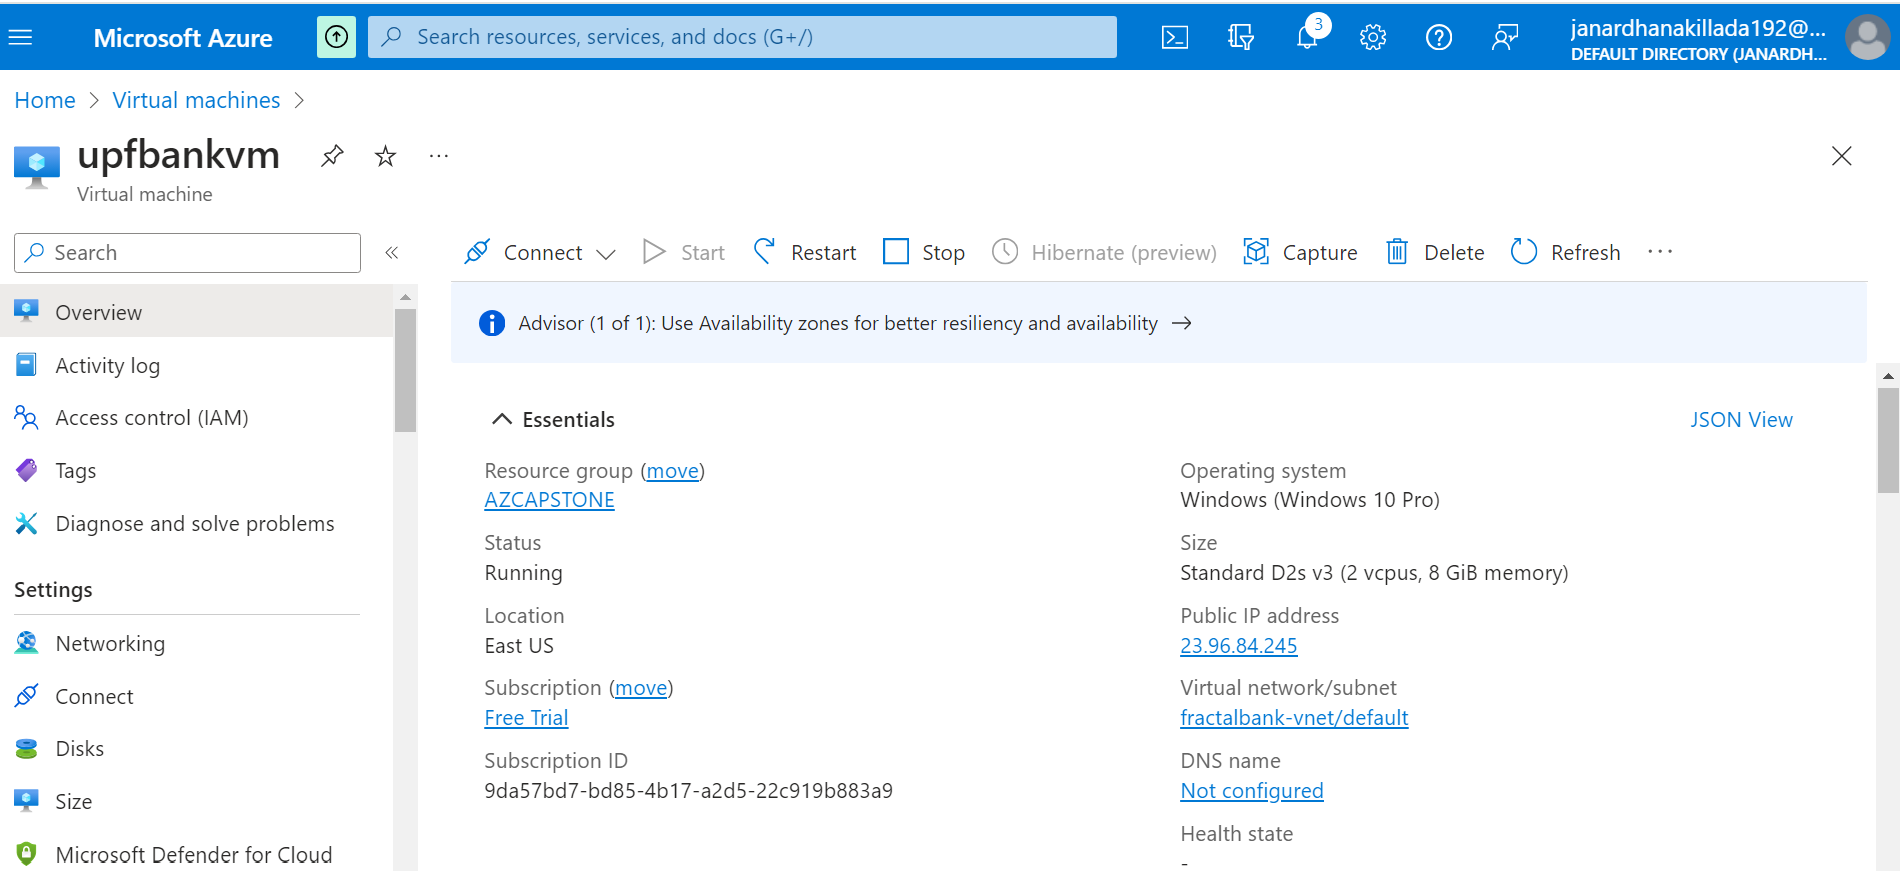 Microsoft Azure
Search resources, services, and docs (G+/)
3
janardhanakillada192@...
DEFAULT DIRECTORY (JANARDH...
Home > Virtual machines >
upfbankvm
Virtual machine
Search
Connect Start Restart Stop Hibernate (preview) Capture Delete Refresh
Overview
Activity log
Access control (IAM)
Tags
Diagnose and solve problems
Settings
Networking
Connect
Disks
Size
Microsoft Defender for Cloud
Advisor (1 of 1): Use Availability zones for better resiliency and availability →
Essentials
JSON View
Resource group (move)
AZCAPSTONE
Status
Running
Location
East US
Subscription (move)
Free Trial
Subscription ID
9da57bd7-bd85-4b17-a2d5-22c919b883a9
Operating system
Windows (Windows 10 Pro)
Size
Standard D2s v3 (2 vcpus, 8 GiB memory)
Public IP address
23.96.84.245
Virtual network/subnet
fractalbank-vnet/default
DNS name
Not configured
Health state
-